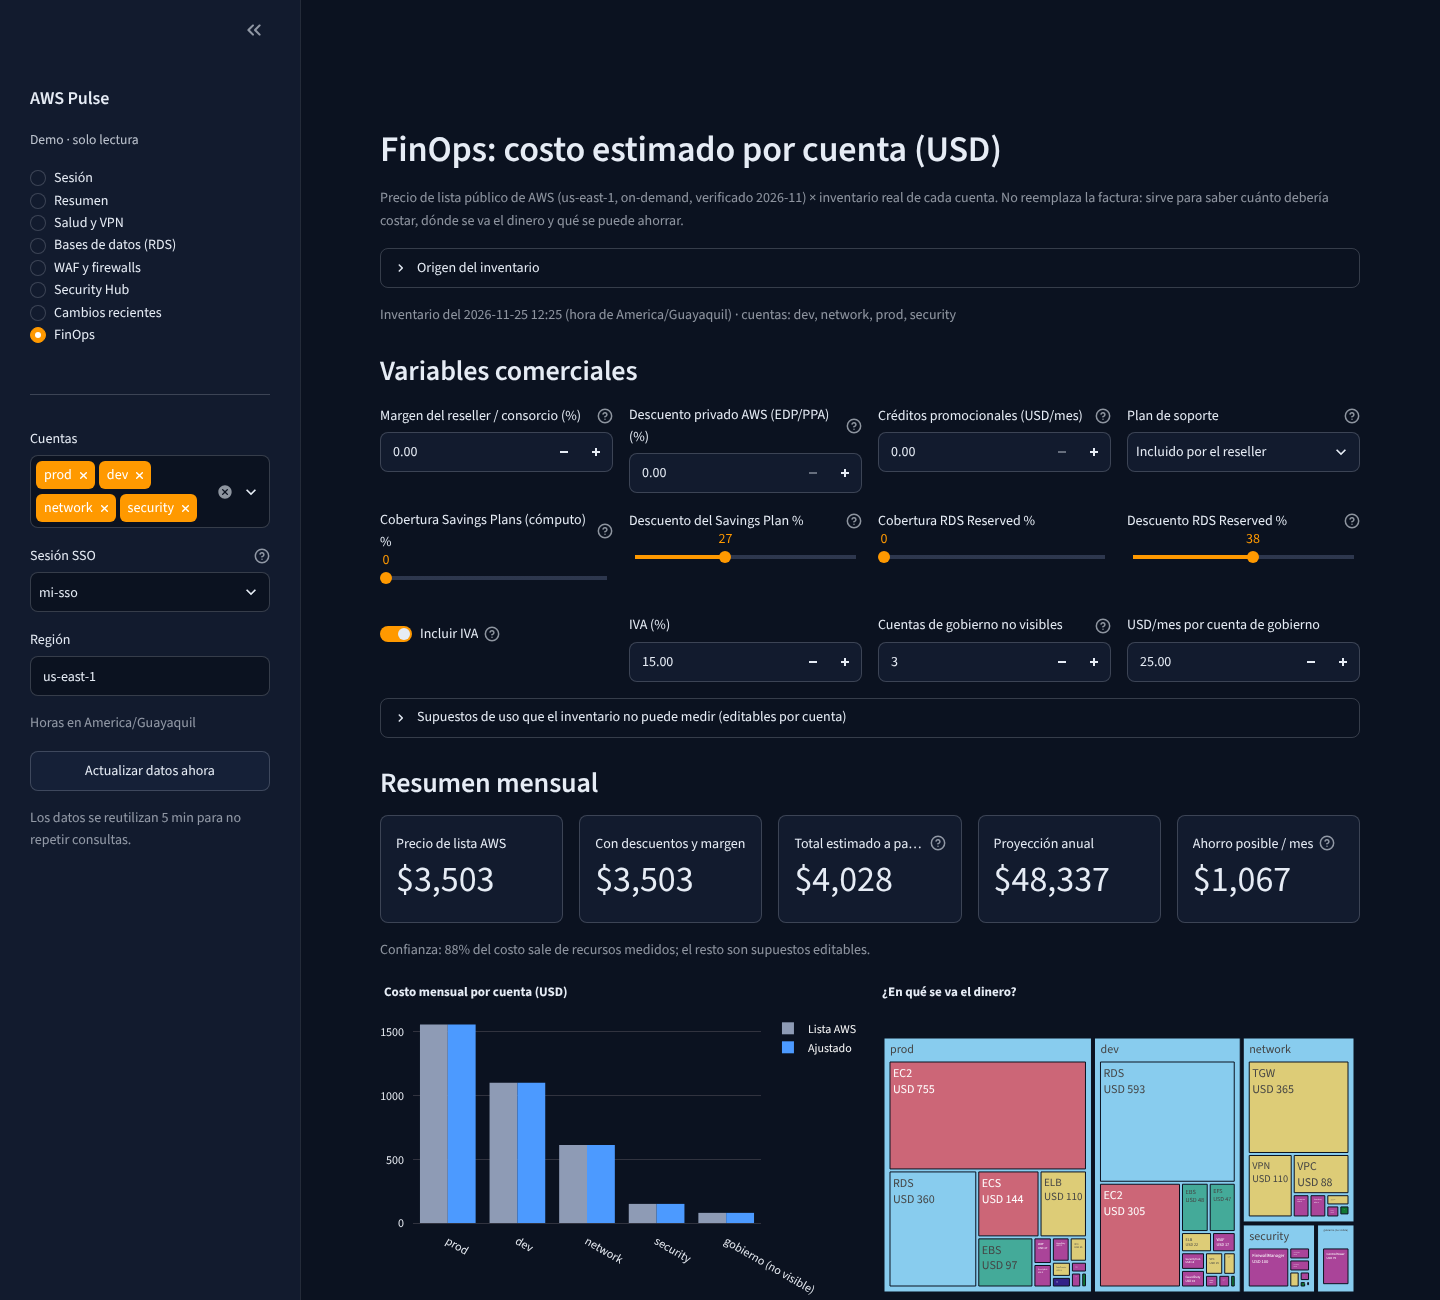 AWS Pulse
Demo · solo lectura
Sesión
Resumen
Salud y VPN
Bases de datos (RDS)
WAF y firewalls
Security Hub
Cambios recientes
FinOps
Cuentas
prod
dev
network
security
Sesión SSO
mi-sso
Región
us-east-1
Horas en America/Guayaquil
Actualizar datos ahora
Los datos se reutilizan 5 min para no
repetir consultas.
FinOps: costo estimado por cuenta (USD)
Precio de lista público de AWS (us-east-1, on-demand, verificado 2026-11) × inventario real de cada cuenta. No reemplaza la factura: sirve para saber cuánto debería
costar, dónde se va el dinero y qué se puede ahorrar.
Origen del inventario
Inventario del 2026-11-25 12:25 (hora de America/Guayaquil) · cuentas: dev, network, prod, security
Variables comerciales
Margen del reseller / consorcio (%)
0.00
Descuento privado AWS (EDP/PPA)
(%)
0.00
Créditos promocionales (USD/mes)
0.00
Plan de soporte
Incluido por el reseller
Cobertura Savings Plans (cómputo)
%
0
Descuento del Savings Plan %
27
Cobertura RDS Reserved %
0
Descuento RDS Reserved %
38
Incluir IVA
IVA (%)
15.00
Cuentas de gobierno no visibles
3
USD/mes por cuenta de gobierno
25.00
Supuestos de uso que el inventario no puede medir (editables por cuenta)
Resumen mensual
Precio de lista AWS
$3,503
Con descuentos y margen
$3,503
Total estimado a pa...
$4,028
Proyección anual
$48,337
Ahorro posible / mes
$1,067
Confianza: 88% del costo sale de recursos medidos; el resto son supuestos editables.
Costo mensual por cuenta (USD)
1500
1000
500
0
prod
dev
network
security
gobierno (no visible)
Lista AWS
Ajustado
¿En qué se va el dinero?
prod
EC2
USD 755
RDS
USD 360
ECS
USD 144
ELB
USD 110
EBS
USD 97
dev
RDS
USD 593
EC2
USD 305
network
TGW
USD 365
VPN
USD 110
VPC
USD 88
security
FirewallManager